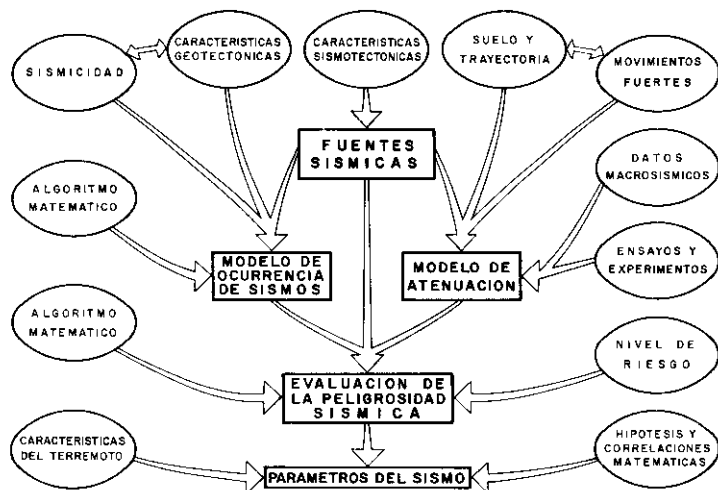 SISMICIDAD
CARACTERISTICAS
GEOTECTONICAS
CARACTERISTICAS
SISMOTECTONICAS
SUELO Y
TRAYECTORIA
MOVIMIENTOS
FUERTES
FUENTES
SISMICAS
ALGORITMO
MATEMATICO
DATOS
MACROSISMICOS
MODELO DE
OCURRENCIA
DE SISMOS
MODELO DE
ATENUACION
ENSAYOS Y
EXPERIMENTOS
ALGORITMO
MATEMATICO
NIVEL DE
RIESGO
EVALUACION DE
LA PELIGROSIDAD
SISMICA
CARACTERISTICAS
DEL TERREMOTO
PARAMETROS DEL SISMO
HIPOTESIS Y
CORRELACIONES
MATEMATICAS